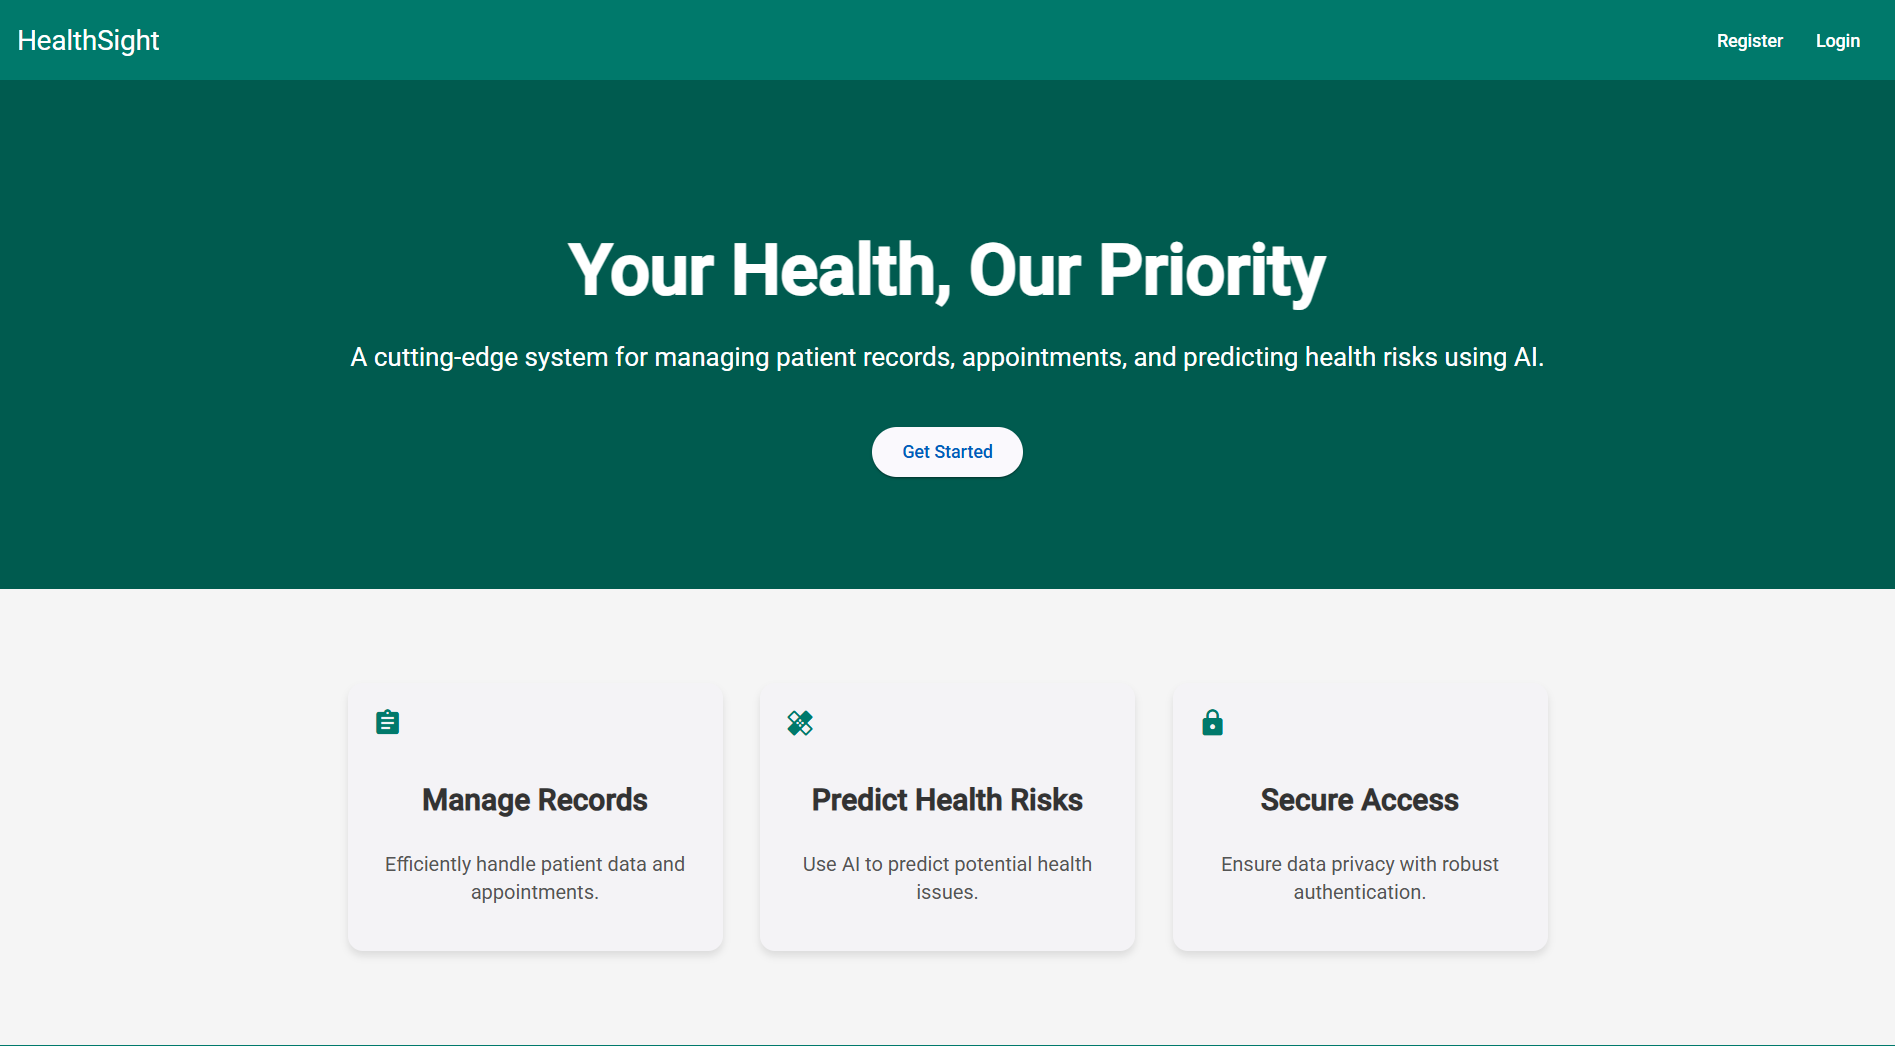 HealthSight
Register
Login
Your Health, Our Priority
A cutting-edge system for managing patient records, appointments, and predicting health risks using AI.
Get Started
Manage Records
Efficiently handle patient data and
appointments.
Predict Health Risks
Use AI to predict potential health
issues.
Secure Access
Ensure data privacy with robust
authentication.